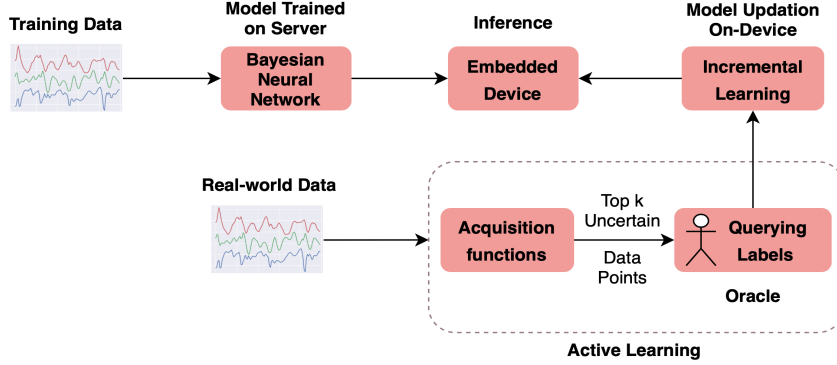 Training Data
Model Trained
on Server
Inference
Model Updation
On-Device
Bayesian
Neural
Network
Embedded
Device
Incremental
Learning
Real-world Data
Acquisition
functions
Top k
Uncertain
Data
Points
Querying
Labels
Oracle
Active Learning